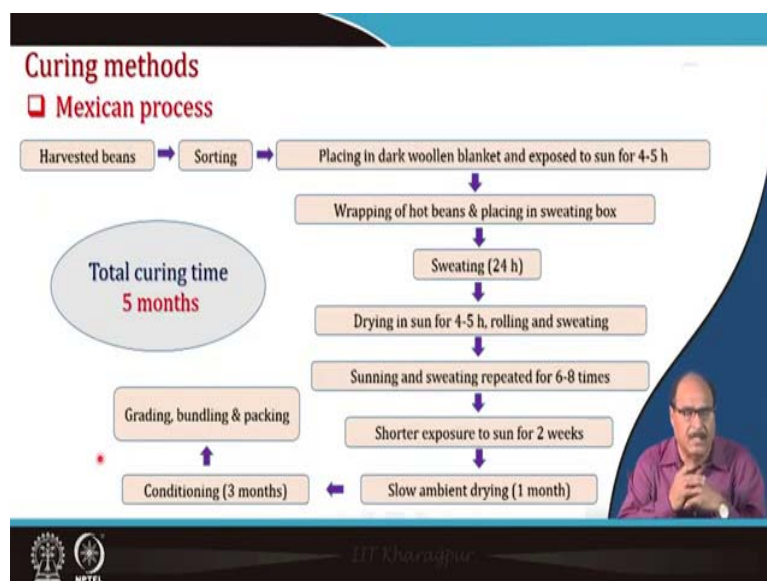 Curing methods
Mexican process
Harvested beans
Sorting
Placing in dark woollen blanket and exposed to sun for 4-5 h
Wrapping of hot beans & placing in sweating box
Total curing time
5 months
Sweating (24 h)
Drying in sun for 4-5 h, rolling and sweating
Sunning and sweating repeated for 6-8 times
Shorter exposure to sun for 2 weeks
Slow ambient drying (1 month)
Conditioning (3 months)
Grading, bundling & packing
IIT Kharagpur
NPTEL